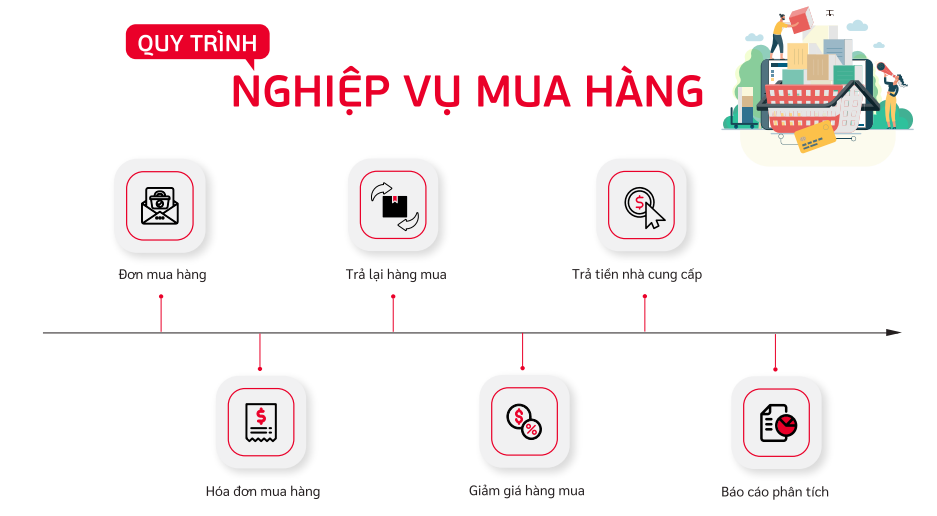 QUY TRÌNH
NGHIỆP VỤ MUA HÀNG
Đơn mua hàng
Trả lại hàng mua
Trả tiền nhà cung cấp
Hóa đơn mua hàng
Giảm giá hàng mua
Báo cáo phân tích